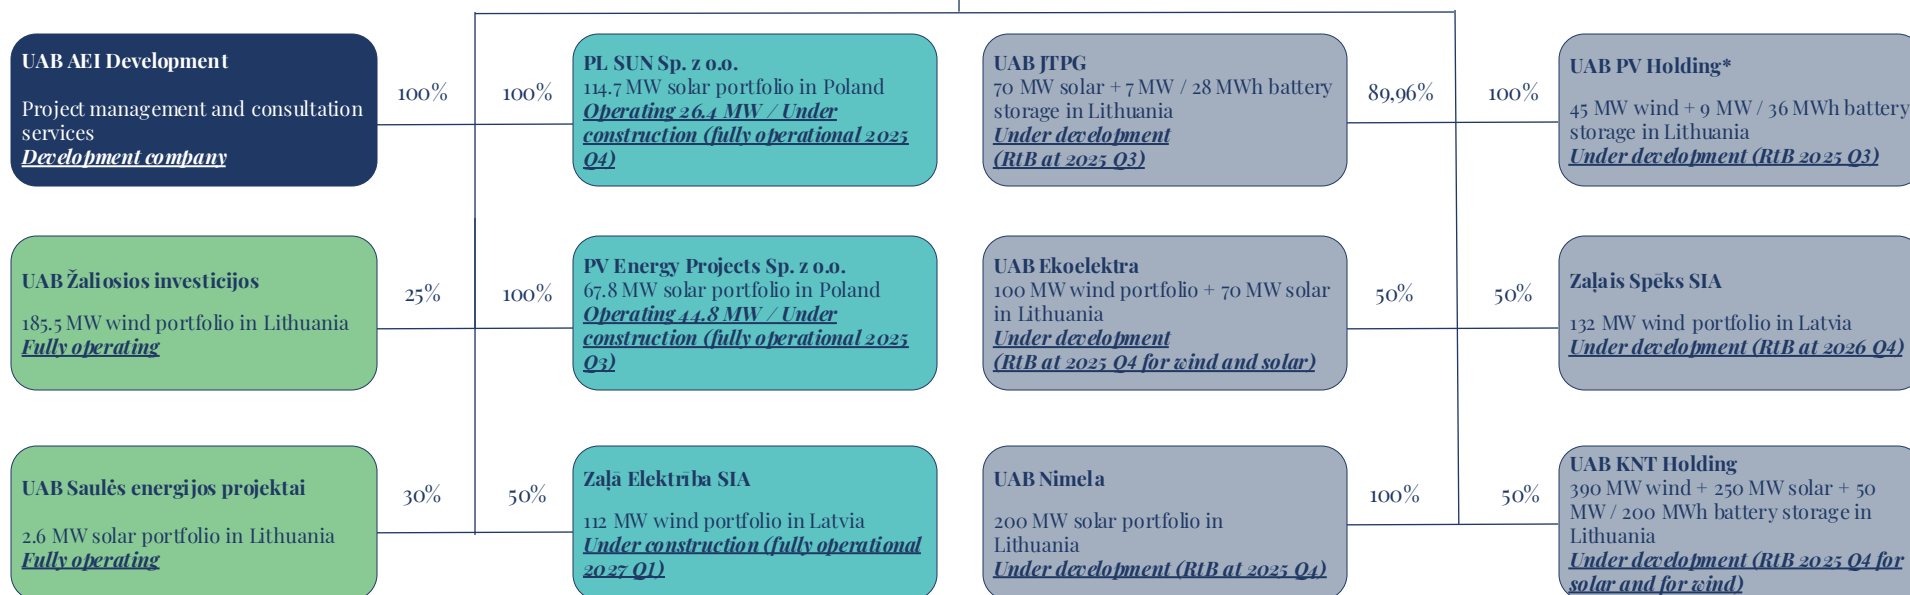 UAB AEI Development
Project management and consultation
services
Development company
100%
100%
PL SUN Sp. z o.o.
114.7 MW solar portfolio in Poland
Operating 26.4 MW / Under
construction (fully operational 2025
Q4)
UAB JTPG
70 MW solar + 7 MW / 28 MWh battery
storage in Lithuania
Under development
(RtB at 2025 Q3)
89,96%
100%
UAB PV Holding*
45 MW wind + 9 MW / 36 MWh battery
storage in Lithuania
Under development (RtB 2025 Q3)
UAB Žaliosios investicijos
185.5 MW wind portfolio in Lithuania
Fully operating
25%
100%
PV Energy Projects Sp. z o.o.
67.8 MW solar portfolio in Poland
Operating 44.8 MW / Under
construction (fully operational 2025
Q3)
UAB Ekoelektra
100 MW wind portfolio + 70 MW solar
in Lithuania
Under development
(RtB at 2025 Q4 for wind and solar)
50%
50%
Zaļais Spēks SIA
132 MW wind portfolio in Latvia
Under development (RtB at 2026 Q4)
UAB Saulės energijos projektai
2.6 MW solar portfolio in Lithuania
Fully operating
30%
50%
Zaļā Elektrība SIA
112 MW wind portfolio in Latvia
Under construction (fully operational
2027 Q1)
UAB Nimela
200 MW solar portfolio in
Lithuania
Under development (RtB at 2025 Q4)
100%
50%
UAB KNT Holding
390 MW wind + 250 MW solar + 50
MW / 200 MWh battery storage in
Lithuania
Under development (RtB 2025 Q4 for
solar and for wind)